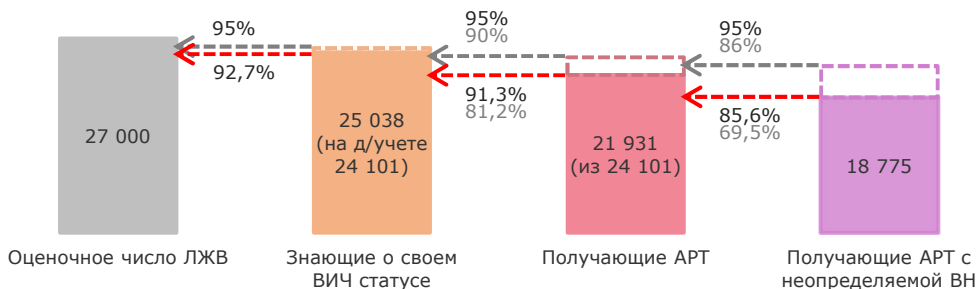 95%
92,7%
95%
90%
91,3%
81,2%
95%
86%
85,6%
69,5%
27 000
25 038
(на д/учете
24 101)
21 931
(из 24 101)
18 775
Оценочное число ЛЖВ
Знающие о своем
ВИЧ статусе
Получающие АРТ
Получающие АРТ с
неопределяемой ВН